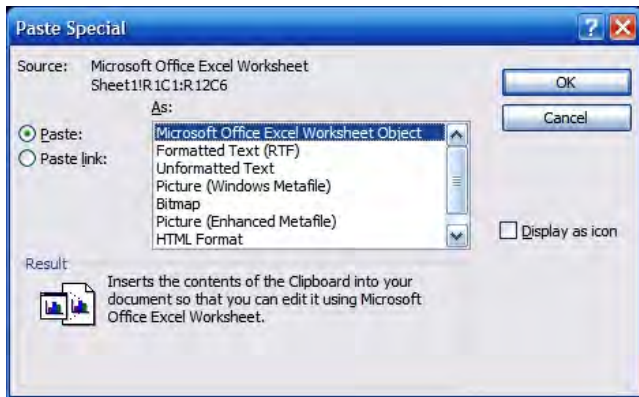 Paste Special
Source: Microsoft Office Excel Worksheet
Sheet1!R1C1:R12C6
As:
OK
Cancel
Paste:
Paste link:
Microsoft Office Excel Worksheet Object
Formatted Text (RTF)
Unformatted Text
Picture (Windows Metafile)
Bitmap
Picture (Enhanced Metafile)
HTML Format
Display as icon
Result
Inserts the contents of the Clipboard into your
document so that you can edit it using Microsoft
Office Excel Worksheet.